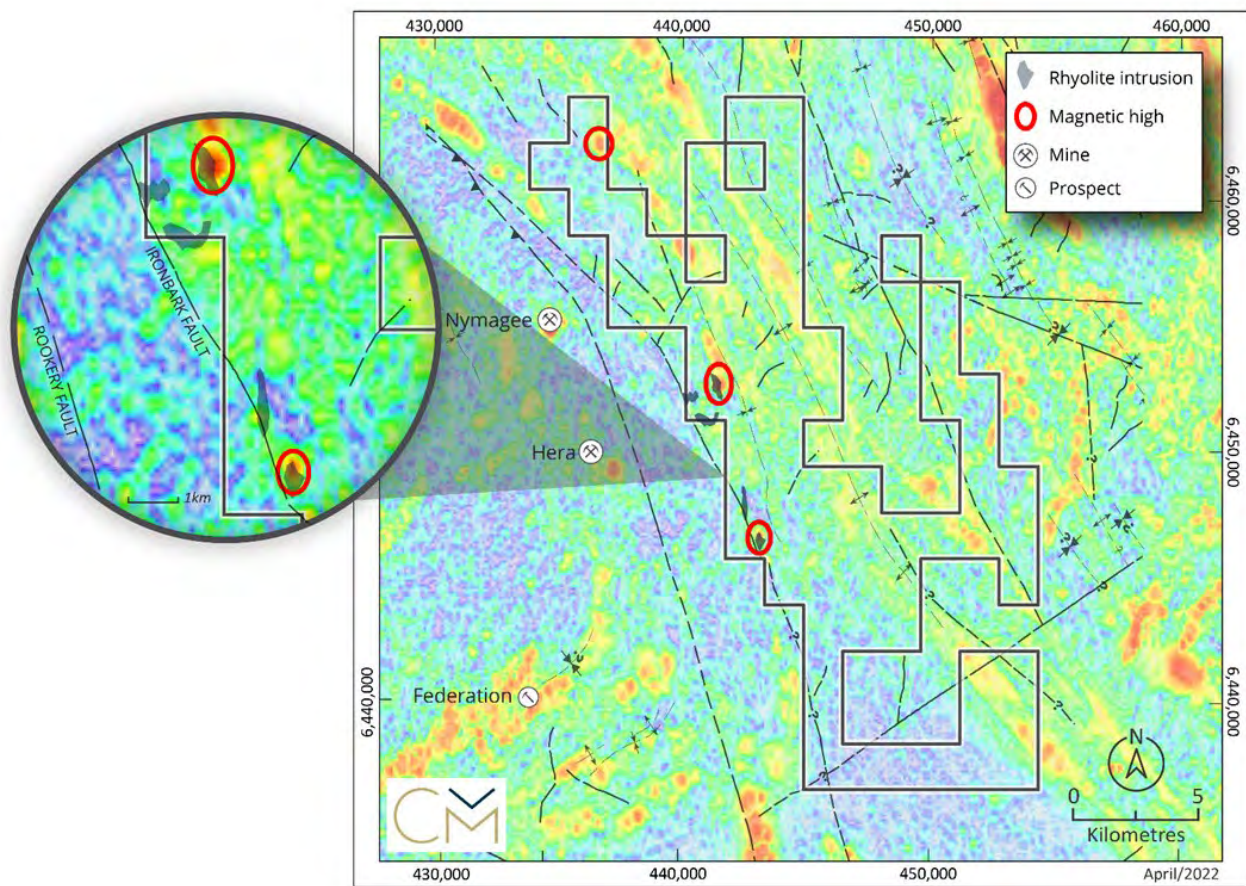 430,000
440,000
450,000
460,000
Rhyolite intrusion
Magnetic high
Mine
Prospect
6,460,000
IRONBARK FAULT
ROOKERY FAULT
1km
Nymagee
Hera
6,450,000
Federation
6,440,000
6,440,000
?
?
?
?
?
?
?
?
?
?
?
?
CM
N
0
5
Kilometres
430,000
440,000
450,000
April/2022